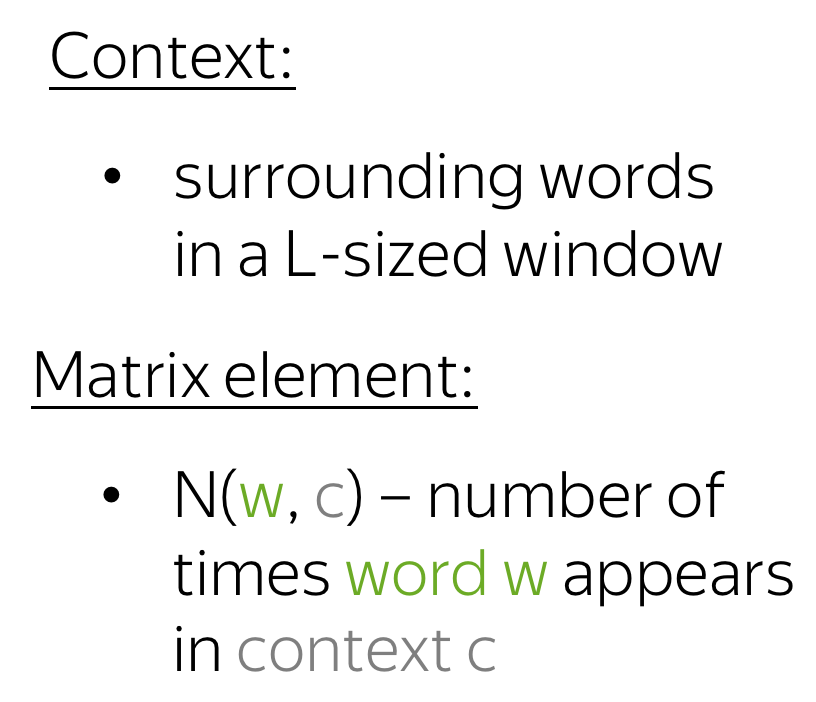 Context:
• surrounding words
in a L-sized window
Matrix element:
• N(w, c) – number of
times word w appears
in context c